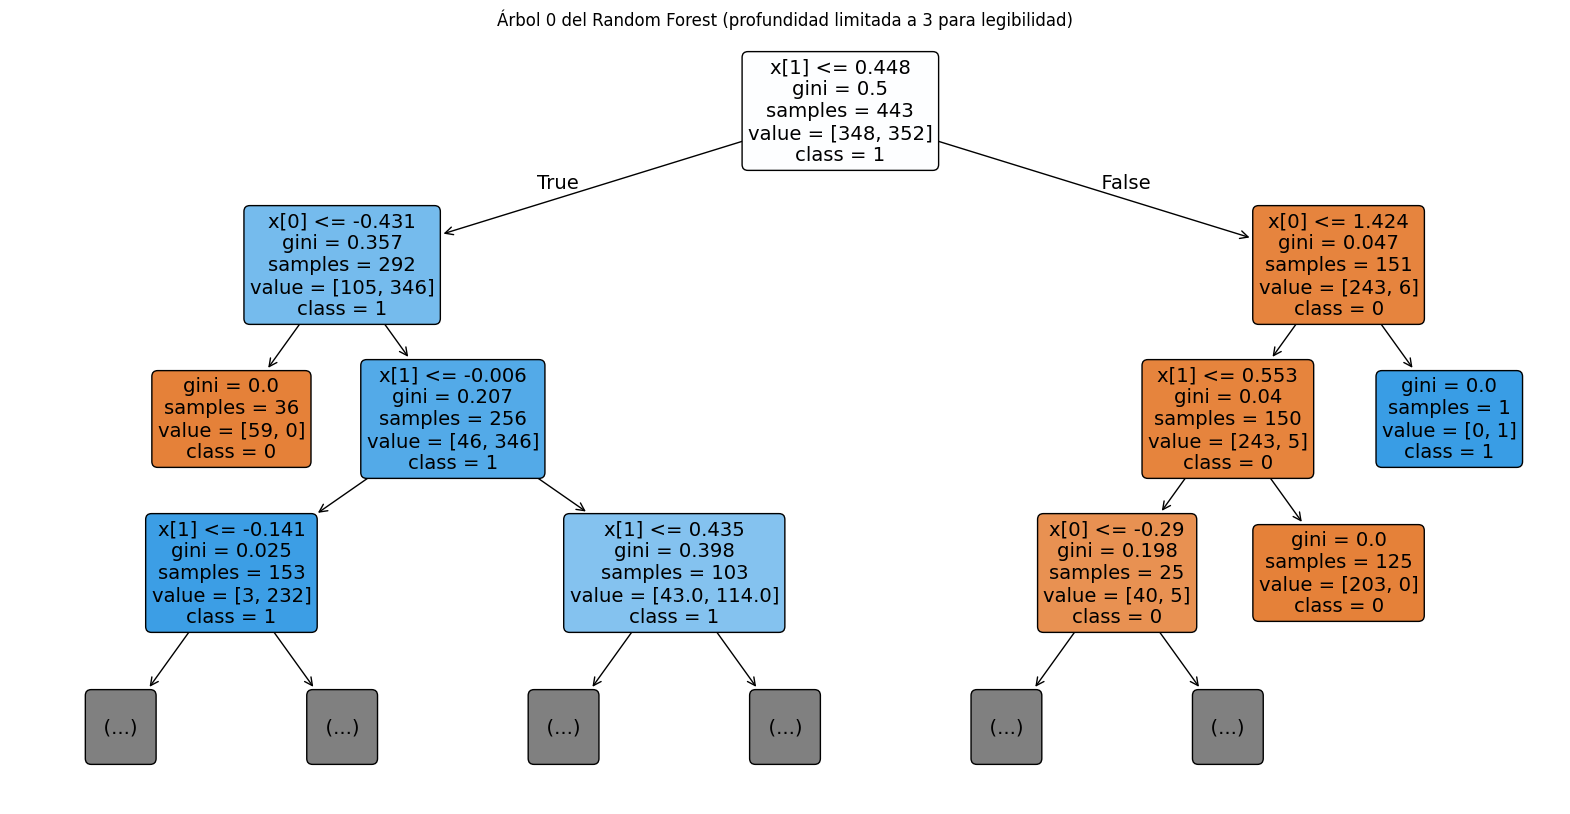 Árbol 0 del Random Forest (profundidad limitada a 3 para legibilidad)
x[1] <= 0.448
gini = 0.5
samples = 443
value = [348, 352]
class = 1
True
False
x[0] <= -0.431
gini = 0.357
samples = 292
value = [105, 346]
class = 1
x[0] <= 1.424
gini = 0.047
samples = 151
value = [243, 6]
class = 0
gini = 0.0
samples = 36
value = [59, 0]
class = 0
x[1] <= -0.006
gini = 0.207
samples = 256
value = [46, 346]
class = 1
x[1] <= 0.553
gini = 0.04
samples = 150
value = [243, 5]
class = 0
gini = 0.0
samples = 1
value = [0, 1]
class = 1
x[1] <= -0.141
gini = 0.025
samples = 153
value = [3, 232]
class = 1
x[1] <= 0.435
gini = 0.398
samples = 103
value = [43.0, 114.0]
class = 1
x[0] <= -0.29
gini = 0.198
samples = 25
value = [40, 5]
class = 0
gini = 0.0
samples = 125
value = [203, 0]
class = 0
(...)
(...)
(...)
(...)
(...)
(...)